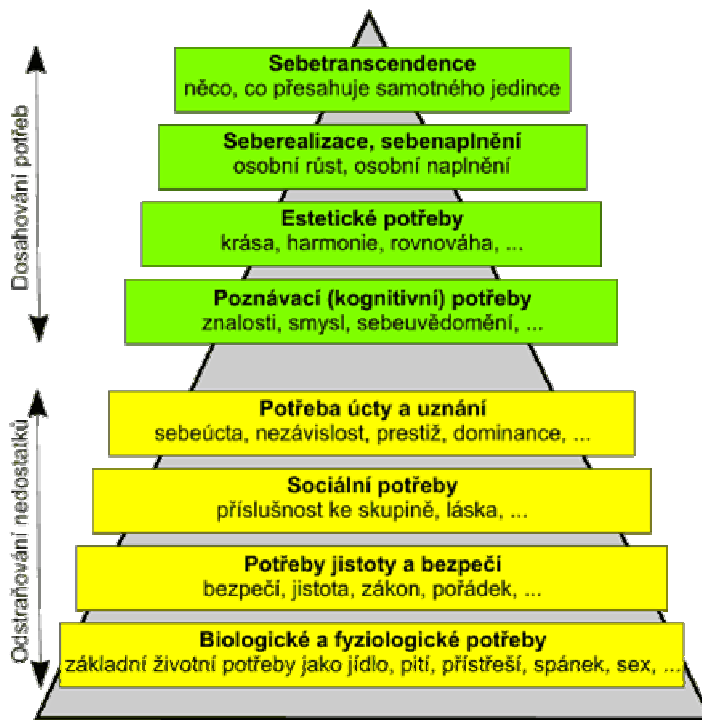 Dosahování potřeb
Sebetranscendence
něco, co přesahuje samotného jedince
Seberealizace, sebenaplnění
osobní růst, osobní naplnění
Estetické potřeby
krása, harmonie, rovnováha, ...
Poznávací (kognitivní) potřeby
znalosti, smysl, sebeuvědomění, ...
Odstraňování nedostatků
Potřeba úcty a uznání
sebeúcta, nezávislost, prestiž, dominance, ...
Sociální potřeby
příslušnost ke skupině, láska, ...
Potřeby jistoty a bezpečí
bezpečí, jistota, zákon, pořádek, ...
Biologické a fyziologické potřeby
základní životní potřeby jako jídlo, pití, přístřeší, spánek, sex, ...